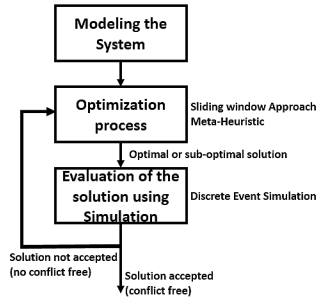 Modeling the
System
Optimization
process
Sliding window Approach
Meta-Heuristic
Optimal or sub-optimal solution
Evaluation of the
solution using
Simulation
Discrete Event Simulation
Solution not accepted
(no conflict free)
Solution accepted
(conflict free)